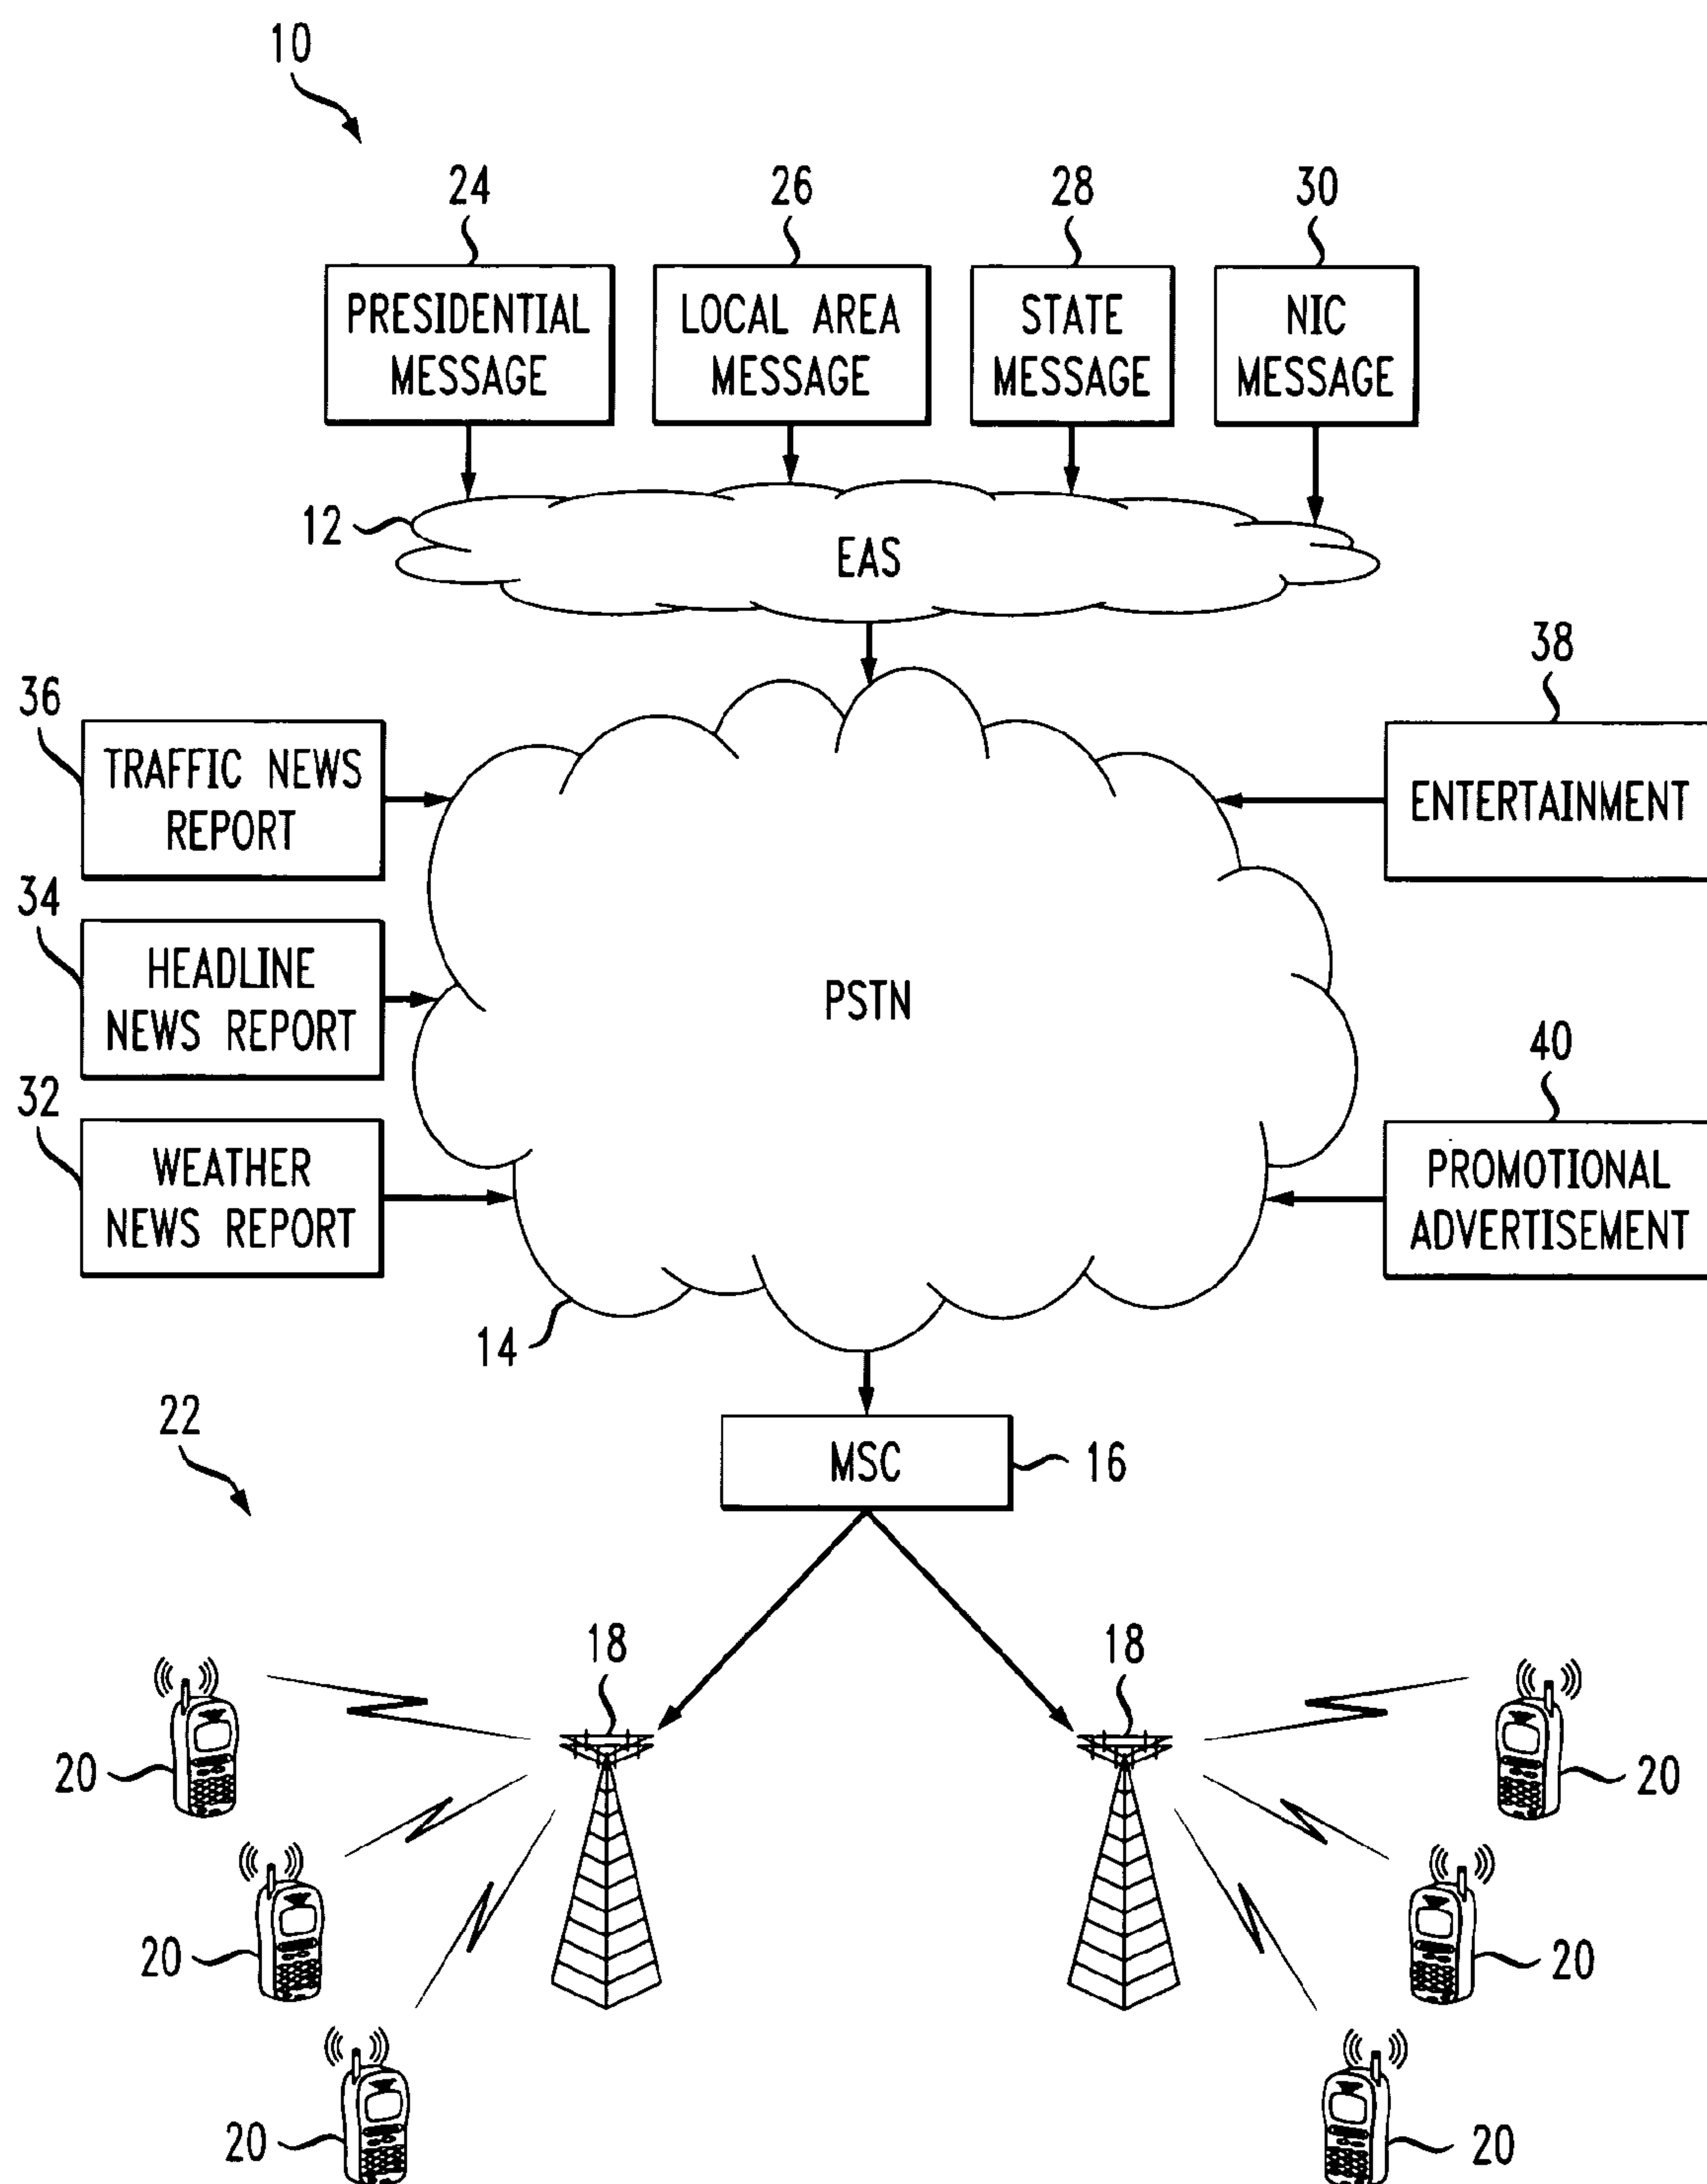 10
24
26
28
30
PRESIDENTIAL
MESSAGE
LOCAL AREA
MESSAGE
STATE
MESSAGE
NIC
MESSAGE
12
EAS
36
TRAFFIC NEWS
REPORT
38
ENTERTAINMENT
34
HEADLINE
NEWS REPORT
PSTN
32
WEATHER
NEWS REPORT
40
PROMOTIONAL
ADVERTISEMENT
14
22
MSC
16
18
18
20
20
20
20
20
20